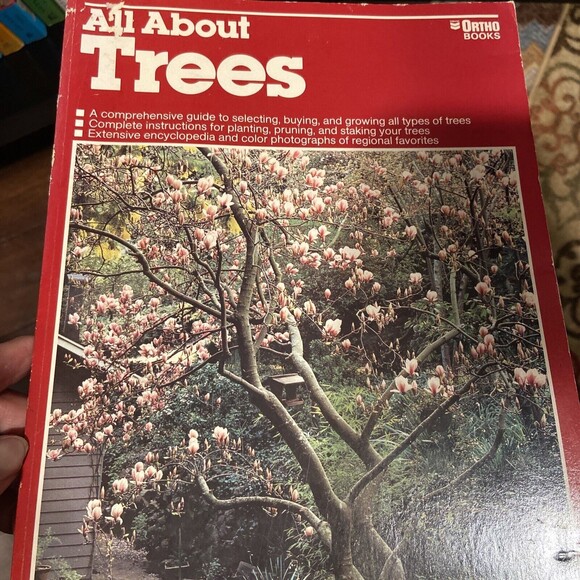 All About
Trees
ORTHO
BOOKS
A comprehensive guide to selecting, buying, and growing all types of trees
Complete instructions for planting, pruning, and staking your trees
Extensive encyclopedia and color photographs of regional favorites